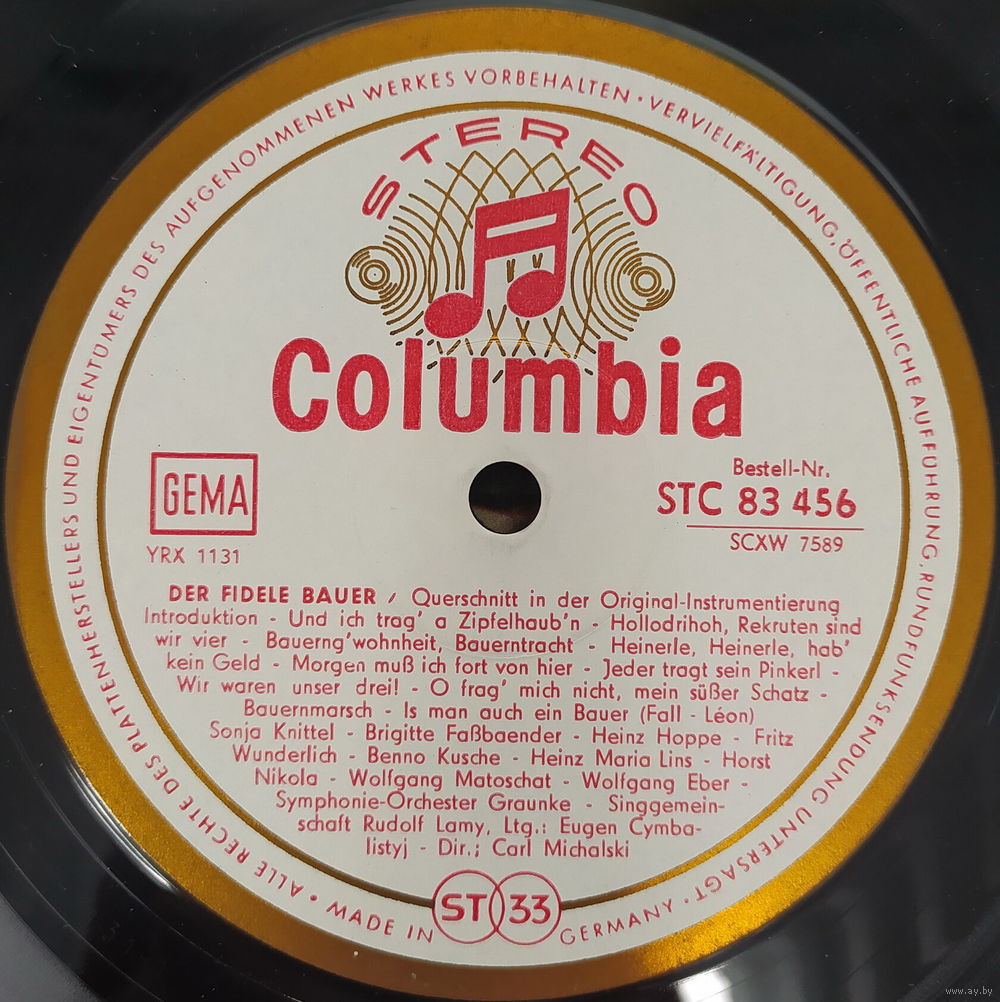 ALLE RECHTE DES PLATTENHERSTELLERS UND EIGENTÜMERS DES AUFGENOMMENEN WERKES VORBEHALTEN • VERVIELFÄLTIGUNG, ÖFFENTLICHE AUFFÜHRUNG, RUNDFUNKSENDUNG UNTERSAGT •
STEREO
Columbia
GEMA
YRX 1131
Bestell-Nr.
STC 83 456
SCXW 7589
DER FIDELE BAUER / Querschnitt in der Original-Instrumentierung
Introduktion - Und ich trag' a Zipfelhaub'n - Hollodrihoh, Rekruten sind
wir vier - Bauerng'wohnheit, Bauerntracht - Heinerle, Heinerle, hab'
kein Geld - Morgen muß ich fort von hier - Jeder tragt sein Pinkerl -
Wir waren unser drei! - O frag' mich nicht, mein süßer Schatz -
Bauernmarsch - Is man auch ein Bauer (Fall - Léon)
Sonja Knittel - Brigitte Faßbaender - Heinz Hoppe - Fritz
Wunderlich - Benno Kusche - Heinz Maria Lins - Horst
Nikola - Wolfgang Matoschat - Wolfgang Eber -
Symphonie-Orchester Graunke - Singgemein-
schaft Rudolf Lamy, Ltg.: Eugen Cymba-
listyj - Dir.; Carl Michalski
• MADE IN GERMANY •
ST 33
www.ay.by